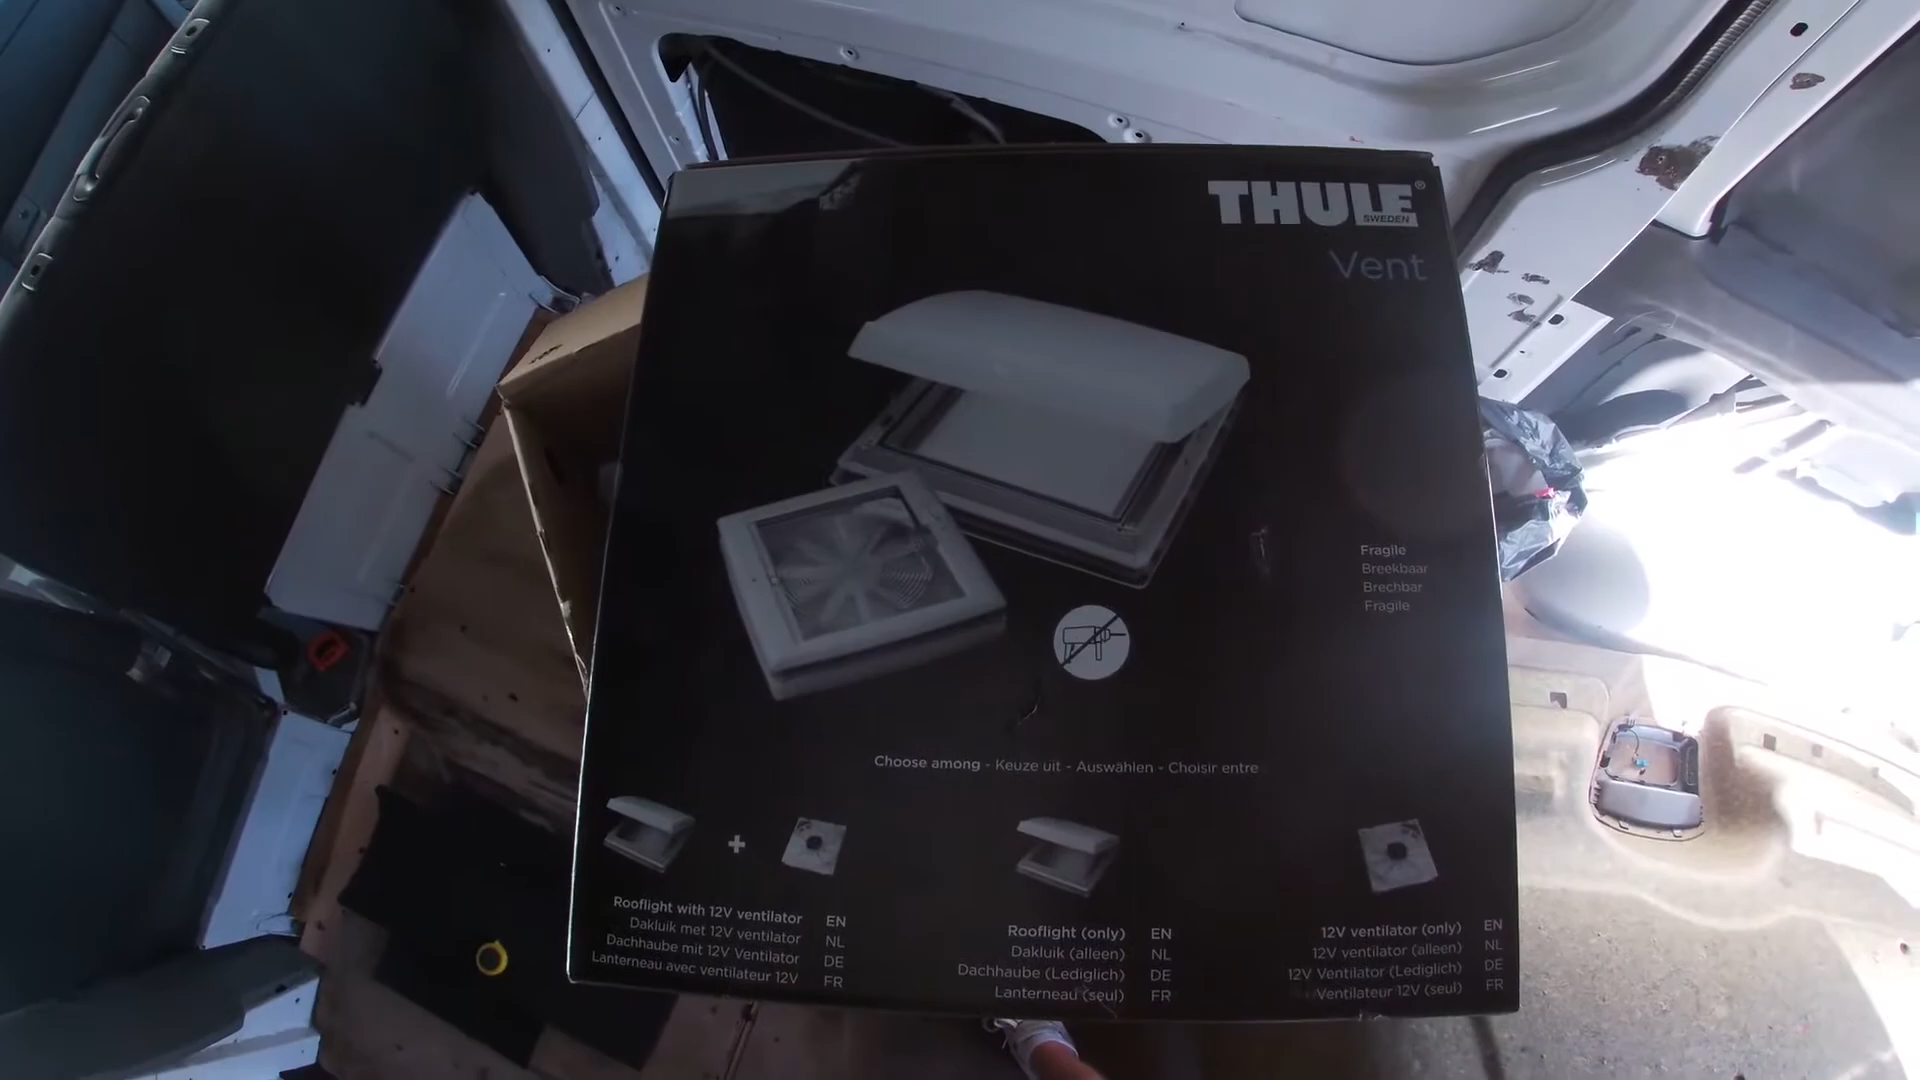 THULE®
SWEDEN
Vent
Fragile
Breekbaar
Brechbar
Fragile
Choose among - Keuze uit - Auswählen - Choisir entre
+
Rooflight with 12V ventilator EN
Dakluik met 12V ventilator NL
Dachhaube mit 12V Ventilator DE
Lanterneau avec ventilateur 12V FR
Rooflight (only) EN
Dakluik (alleen) NL
Dachhaube (Lediglich) DE
Lanterneau (seul) FR
12V ventilator (only) EN
12V ventilator (alleen) NL
12V Ventilator (Lediglich) DE
Ventilateur 12V (seul) FR